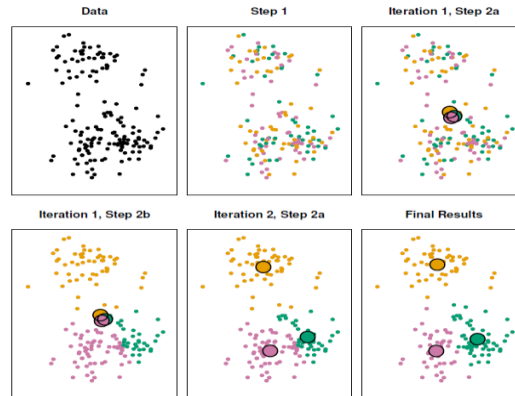 Data
Step 1
Iteration 1, Step 2a
Iteration 1, Step 2b
Iteration 2, Step 2a
Final Results